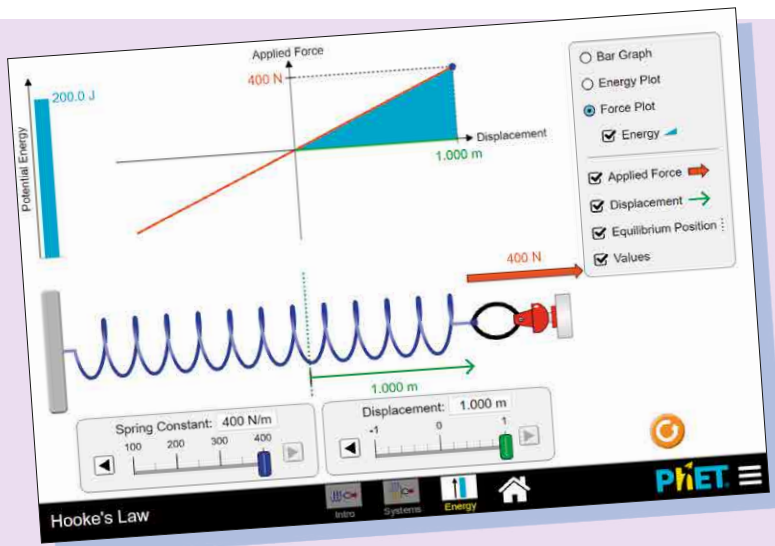 Applied Force
400 N
200.0 J
Potential Energy
Displacement
1.000 m
Bar Graph
Energy Plot
Force Plot
Energy
Applied Force
Displacement
Equilibrium Position
Values
400 N
1.000 m
Spring Constant: 400 N/m
100 200 300 400
Displacement: 1.000 m
-1 0 1
Hooke's Law
Intro
Systems
Energy
PhET